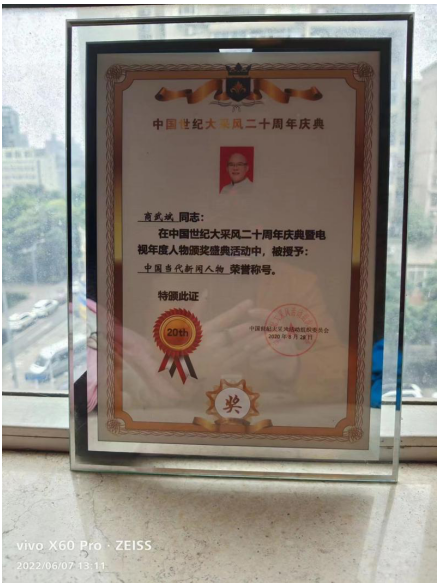 中国世纪大采风二十周年庆典
商武斌 同志：
在中国世纪大采风二十周年庆典暨电
视年度人物颁奖盛典活动中，被授予：
中国当代新闻人物 荣誉称号。
特颁此证
20th
奖
vivo X60 Pro · ZEISS
2022/06/07 13:11